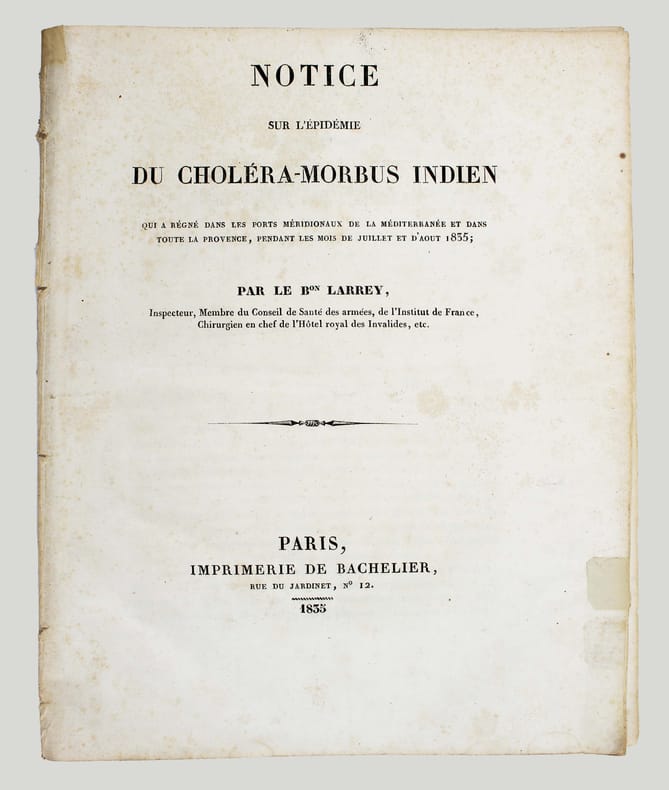 NOTICE
SUR L'ÉPIDÉMIE
DU CHOLÉRA-MORBUS INDIEN
QUI A RÉGNÉ DANS LES PORTS MÉRIDIONAUX DE LA MÉDITERRANÉE ET DANS
TOUTE LA PROVENCE, PENDANT LES MOIS DE JUILLET ET D'AOUT 1835;
PAR LE BON LARREY,
Inspecteur, Membre du Conseil de Santé des armées, de l'Institut de France,
Chirurgien en chef de l'Hôtel royal des Invalides, etc.
PARIS,
IMPRIMERIE DE BACHELIER,
RUE DU JARDINET, No 12.
1835